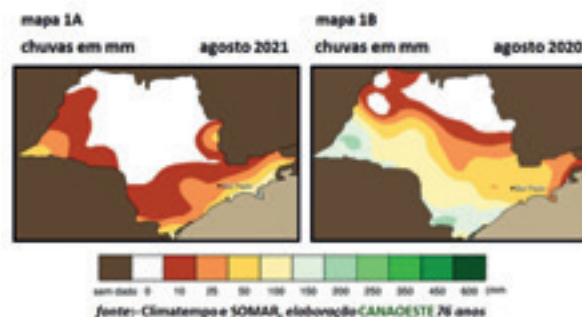 mapa 1A
chuvas em mm agosto 2021
mapa 1B
chuvas em mm agosto 2020
São Paulo
São Paulo
sem dado 0 10 25 50 100 150 200 250 350 450 600 (mm
fonte:- Climatempo e SOMAR, elaboração CANAOESTE 76 anos